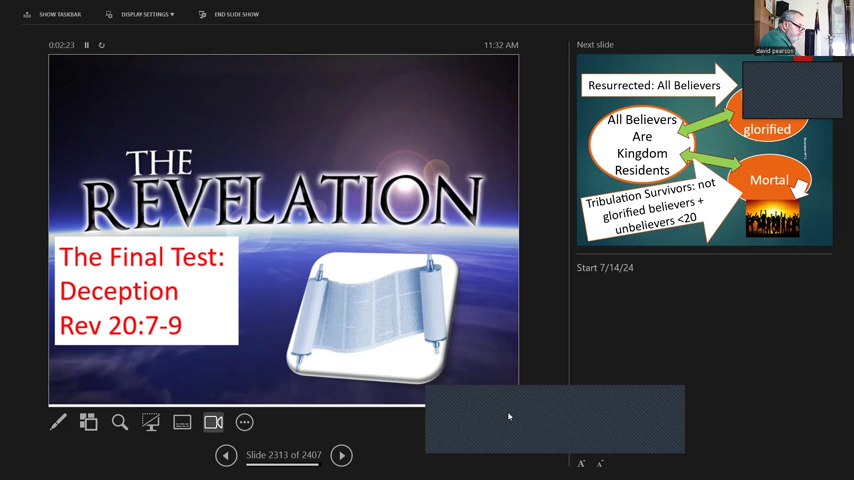 SHOW TASKBAR
DISPLAY SETTINGS ▼
END SLIDE SHOW
0:02:23
11:32 AM
THE
REVELATION
The Final Test:
Deception
Rev 20:7-9
Slide 2313 of 2407
Next slide
Resurrected: All Believers
glorified
All Believers
Are
Kingdom
Residents
Mortal
Tribulation Survivors: not
glorified believers +
unbelievers <20
Start 7/14/24
A A
david pearson